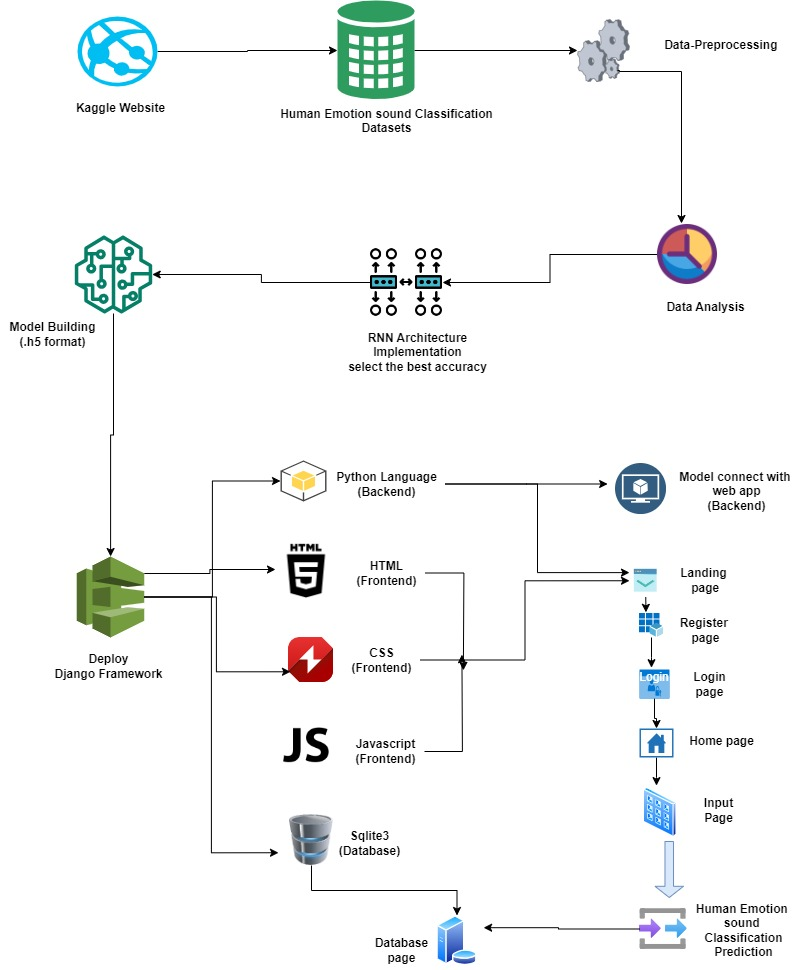 Kaggle Website
Human Emotion sound Classification
Datasets
Data-Preprocessing
Data Analysis
RNN Architecture
Implementation
select the best accuracy
Model Building
(.h5 format)
Deploy
Django Framework
Python Language
(Backend)
Model connect with
web app
(Backend)
HTML
5
HTML
(Frontend)
CSS
(Frontend)
JS
Javascript
(Frontend)
Sqlite3
(Database)
Landing
page
Register
page
Login
Login
page
Home page
Input
Page
Human Emotion
sound
Classification
Prediction
Database
page